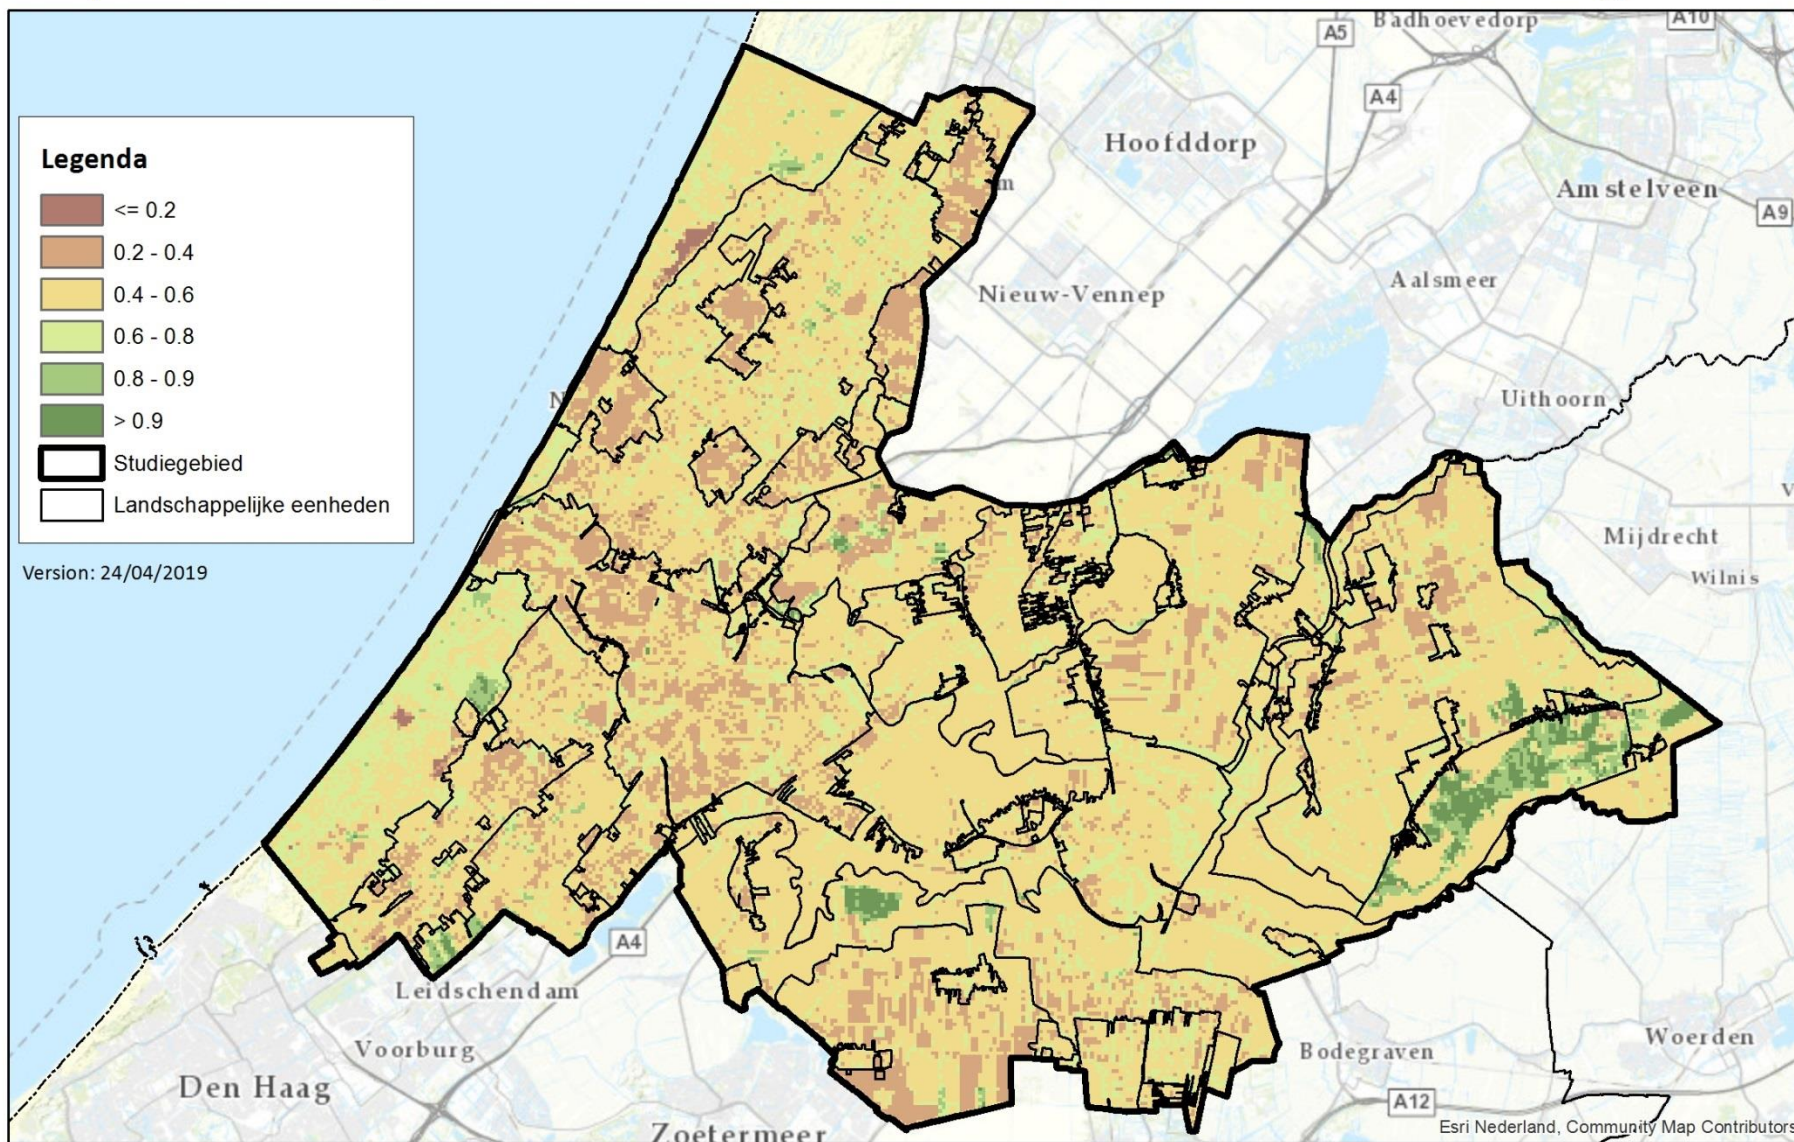 Badhoevedorp
A10
A5
A4
Hoofddorp
Amstelveen
A9
Legenda
<= 0.2
0.2 - 0.4
0.4 - 0.6
0.6 - 0.8
0.8 - 0.9
> 0.9
Studiegebied
Landschappelijke eenheden
Version: 24/04/2019
Aalsmeer
Nieuw-Vennep
Uithoorn
Mijdrecht
Wilnis
A4
Leidschendam
Voorburg
Den Haag
Zoetermeer
Bodegraven
Woerden
A12
Esri Nederland, Community Map Contributors